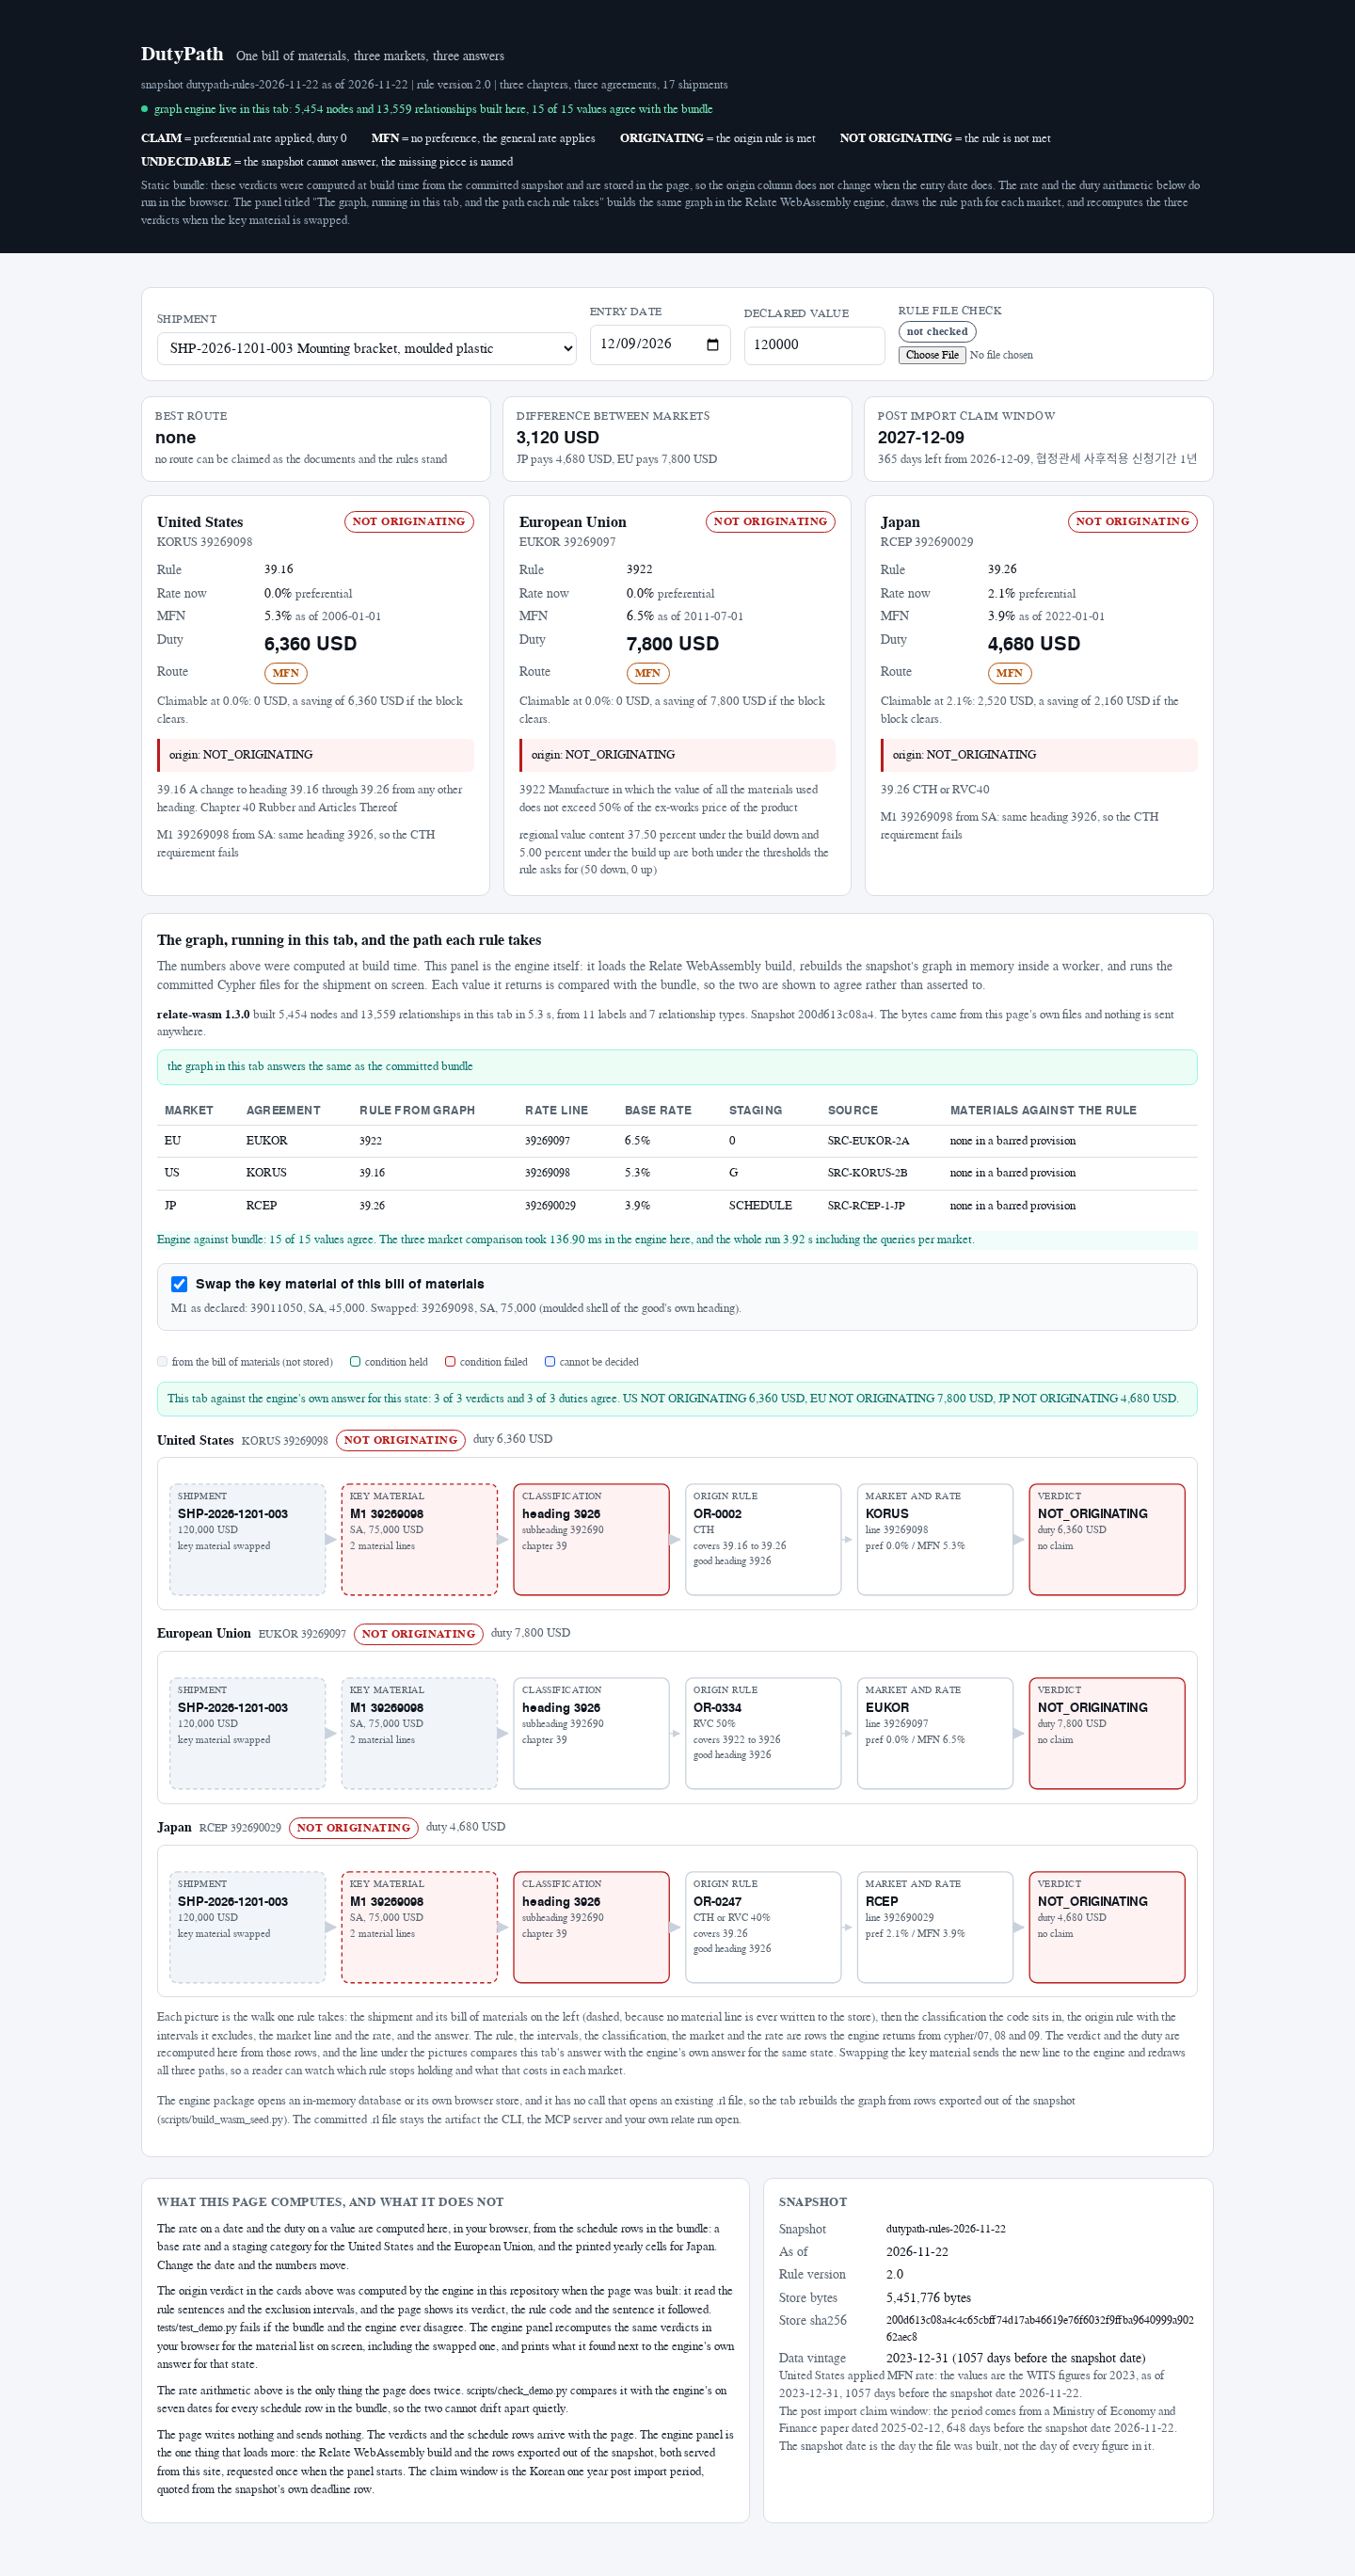 DutyPath One bill of materials, three markets, three answers
snapshot dutypath-rules-2026-11-22 as of 2026-11-22 | rule version 2.0 | three chapters, three agreements, 17 shipments
graph engine live in this tab: 5,454 nodes and 13,559 relationships built here, 15 of 15 values agree with the bundle
CLAIM = preferential rate applied, duty 0 MFN = no preference, the general rate applies ORIGINATING = the origin rule is met NOT ORIGINATING = the rule is not met
UNDECIDABLE = the snapshot cannot answer, the missing piece is named
Static bundle: these verdicts were computed at build time from the committed snapshot and are stored in the page, so the origin column does not change when the entry date does. The rate and the duty arithmetic below do
run in the browser. The panel titled "The graph, running in this tab, and the path each rule takes" builds the same graph in the Relate WebAssembly engine, draws the rule path for each market, and recomputes the three
verdicts when the key material is swapped.
SHIPMENT
SHP-2026-1201-003 Mounting bracket, moulded plastic
ENTRY DATE
12/09/2026
DECLARED VALUE
120000
RULE FILE CHECK
not checked
Choose File No file chosen
BEST ROUTE
none
no route can be claimed as the documents and the rules stand
DIFFERENCE BETWEEN MARKETS
3,120 USD
JP pays 4,680 USD, EU pays 7,800 USD
POST IMPORT CLAIM WINDOW
2027-12-09
365 days left from 2026-12-09, 협정관세 사후적용 신청기간 1년
United States NOT ORIGINATING
KORUS 39269098
Rule 39.16
Rate now 0.0% preferential
MFN 5.3% as of 2006-01-01
Duty 6,360 USD
Route MFN
Claimable at 0.0%: 0 USD, a saving of 6,360 USD if the block
clears.
origin: NOT_ORIGINATING
39.16 A change to heading 39.16 through 39.26 from any other
heading. Chapter 40 Rubber and Articles Thereof
M1 39269098 from SA: same heading 3926, so the CTH
requirement fails
European Union NOT ORIGINATING
EUKOR 39269097
Rule 3922
Rate now 0.0% preferential
MFN 6.5% as of 2011-07-01
Duty 7,800 USD
Route MFN
Claimable at 0.0%: 0 USD, a saving of 7,800 USD if the block
clears.
origin: NOT_ORIGINATING
3922 Manufacture in which the value of all the materials used
does not exceed 50% of the ex-works price of the product
regional value content 37.50 percent under the build down and
5.00 percent under the build up are both under the thresholds the
rule asks for (50 down, 0 up)
Japan NOT ORIGINATING
RCEP 392690029
Rule 39.26
Rate now 2.1% preferential
MFN 3.9% as of 2022-01-01
Duty 4,680 USD
Route MFN
Claimable at 2.1%: 2,520 USD, a saving of 2,160 USD if the
block clears.
origin: NOT_ORIGINATING
39.26 CTH or RVC40
M1 39269098 from SA: same heading 3926, so the CTH
requirement fails
The graph, running in this tab, and the path each rule takes
The numbers above were computed at build time. This panel is the engine itself: it loads the Relate WebAssembly build, rebuilds the snapshot's graph in memory inside a worker, and runs the
committed Cypher files for the shipment on screen. Each value it returns is compared with the bundle, so the two are shown to agree rather than asserted to.
relate-wasm 1.3.0 built 5,454 nodes and 13,559 relationships in this tab in 5.3 s, from 11 labels and 7 relationship types. Snapshot 200d613c08a4. The bytes came from this page's own files and nothing is sent
anywhere.
the graph in this tab answers the same as the committed bundle
MARKET AGREEMENT RULE FROM GRAPH RATE LINE BASE RATE STAGING SOURCE MATERIALS AGAINST THE RULE
EU EUKOR 3922 39269097 6.5% 0 SRC-EUKOR-2A none in a barred provision
US KORUS 39.16 39269098 5.3% G SRC-KORUS-2B none in a barred provision
JP RCEP 39.26 392690029 3.9% SCHEDULE SRC-RCEP-1-JP none in a barred provision
Engine against bundle: 15 of 15 values agree. The three market comparison took 136.90 ms in the engine here, and the whole run 3.92 s including the queries per market.
Swap the key material of this bill of materials
M1 as declared: 39011050, SA, 45,000. Swapped: 39269098, SA, 75,000 (moulded shell of the good's own heading).
from the bill of materials (not stored) condition held condition failed cannot be decided
This tab against the engine's own answer for this state: 3 of 3 verdicts and 3 of 3 duties agree. US NOT ORIGINATING 6,360 USD, EU NOT ORIGINATING 7,800 USD, JP NOT ORIGINATING 4,680 USD.
United States KORUS 39269098 NOT ORIGINATING duty 6,360 USD
SHIPMENT
SHP-2026-1201-003
120,000 USD
key material swapped
KEY MATERIAL
M1 39269098
SA, 75,000 USD
2 material lines
CLASSIFICATION
heading 3926
subheading 392690
chapter 39
ORIGIN RULE
OR-0002
CTH
covers 39.16 to 39.26
good heading 3926
MARKET AND RATE
KORUS
line 39269098
pref 0.0% / MFN 5.3%
VERDICT
NOT_ORIGINATING
duty 6,360 USD
no claim
European Union EUKOR 39269097 NOT ORIGINATING duty 7,800 USD
SHIPMENT
SHP-2026-1201-003
120,000 USD
key material swapped
KEY MATERIAL
M1 39269098
SA, 75,000 USD
2 material lines
CLASSIFICATION
heading 3926
subheading 392690
chapter 39
ORIGIN RULE
OR-0334
RVC 50%
covers 3922 to 3926
good heading 3926
MARKET AND RATE
EUKOR
line 39269097
pref 0.0% / MFN 6.5%
VERDICT
NOT_ORIGINATING
duty 7,800 USD
no claim
Japan RCEP 392690029 NOT ORIGINATING duty 4,680 USD
SHIPMENT
SHP-2026-1201-003
120,000 USD
key material swapped
KEY MATERIAL
M1 39269098
SA, 75,000 USD
2 material lines
CLASSIFICATION
heading 3926
subheading 392690
chapter 39
ORIGIN RULE
OR-0247
CTH or RVC 40%
covers 39.26
good heading 3926
MARKET AND RATE
RCEP
line 392690029
pref 2.1% / MFN 3.9%
VERDICT
NOT_ORIGINATING
duty 4,680 USD
no claim
Each picture is the walk one rule takes: the shipment and its bill of materials on the left (dashed, because no material line is ever written to the store), then the classification the code sits in, the origin rule with the
intervals it excludes, the market line and the rate, and the answer. The rule, the intervals, the classification, the market and the rate are rows the engine returns from cypher/07, 08 and 09. The verdict and the duty are
recomputed here from those rows, and the line under the pictures compares this tab's answer with the engine's own answer for the same state. Swapping the key material sends the new line to the engine and redraws
all three paths, so a reader can watch which rule stops holding and what that costs in each market.
The engine package opens an in-memory database or its own browser store, and it has no call that opens an existing .rl file, so the tab rebuilds the graph from rows exported out of the snapshot
(scripts/build_wasm_seed.py). The committed .rl file stays the artifact the CLI, the MCP server and your own relate run open.
WHAT THIS PAGE COMPUTES, AND WHAT IT DOES NOT
The rate on a date and the duty on a value are computed here, in your browser, from the schedule rows in the bundle: a
base rate and a staging category for the United States and the European Union, and the printed yearly cells for Japan.
Change the date and the numbers move.
The origin verdict in the cards above was computed by the engine in this repository when the page was built: it read the
rule sentences and the exclusion intervals, and the page shows its verdict, the rule code and the sentence it followed.
tests/test_demo.py fails if the bundle and the engine ever disagree. The engine panel recomputes the same verdicts in
your browser for the material list on screen, including the swapped one, and prints what it found next to the engine's own
answer for that state.
The rate arithmetic above is the only thing the page does twice. scripts/check_demo.py compares it with the engine's on
seven dates for every schedule row in the bundle, so the two cannot drift apart quietly.
The page writes nothing and sends nothing. The verdicts and the schedule rows arrive with the page. The engine panel is
the one thing that loads more: the Relate WebAssembly build and the rows exported out of the snapshot, both served
from this site, requested once when the panel starts. The claim window is the Korean one year post import period,
quoted from the snapshot's own deadline row.
SNAPSHOT
Snapshot dutypath-rules-2026-11-22
As of 2026-11-22
Rule version 2.0
Store bytes 5,451,776 bytes
Store sha256 200d613c08a4c4c65cbff74d17ab46619e76f6032f9ffba9640999a902
62aec8
Data vintage 2023-12-31 (1057 days before the snapshot date)
United States applied MFN rate: the values are the WITS figures for 2023, as of
2023-12-31, 1057 days before the snapshot date 2026-11-22.
The post import claim window: the period comes from a Ministry of Economy and
Finance paper dated 2025-02-12, 648 days before the snapshot date 2026-11-22.
The snapshot date is the day the file was built, not the day of every figure in it.